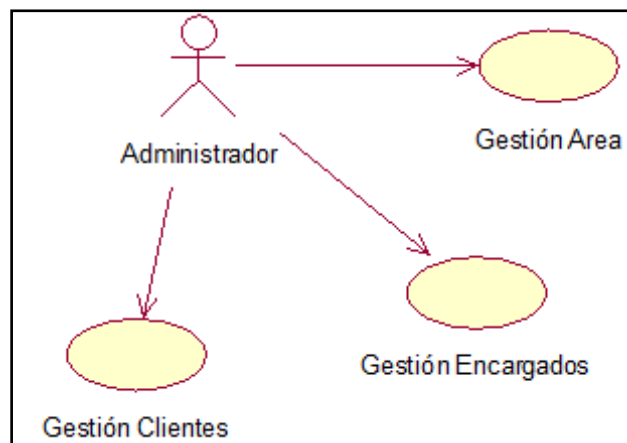 Gestión Area
Administrador
Gestión Encargados
Gestión Clientes